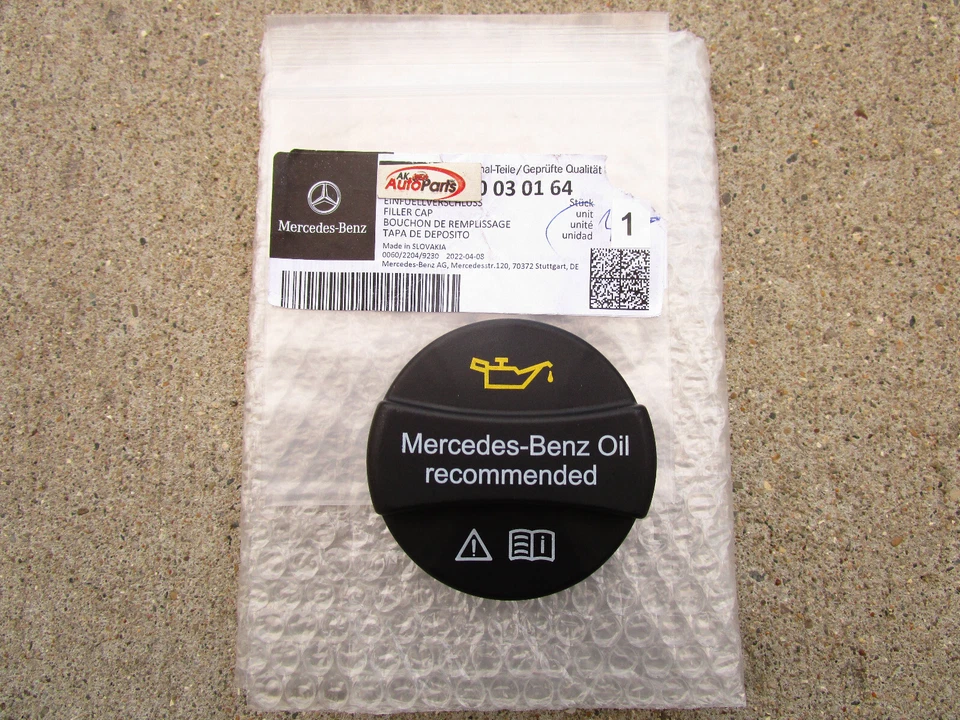 nal-Teile/Geprüfte Qualität
AutoParts
0 03 01 64
Mercedes-Benz
EINFUELLVERSCHLUSS
FILLER CAP
BOUCHON DE REMPLISSAGE
TAPA DE DEPOSITO
Stück
unit
unité
unidad
1
Made in SLOVAKIA
0060/2204/9230 2022-04-08
Mercedes-Benz AG, Mercedesstr.120, 70372 Stuttgart, DE
Mercedes-Benz Oil
recommended